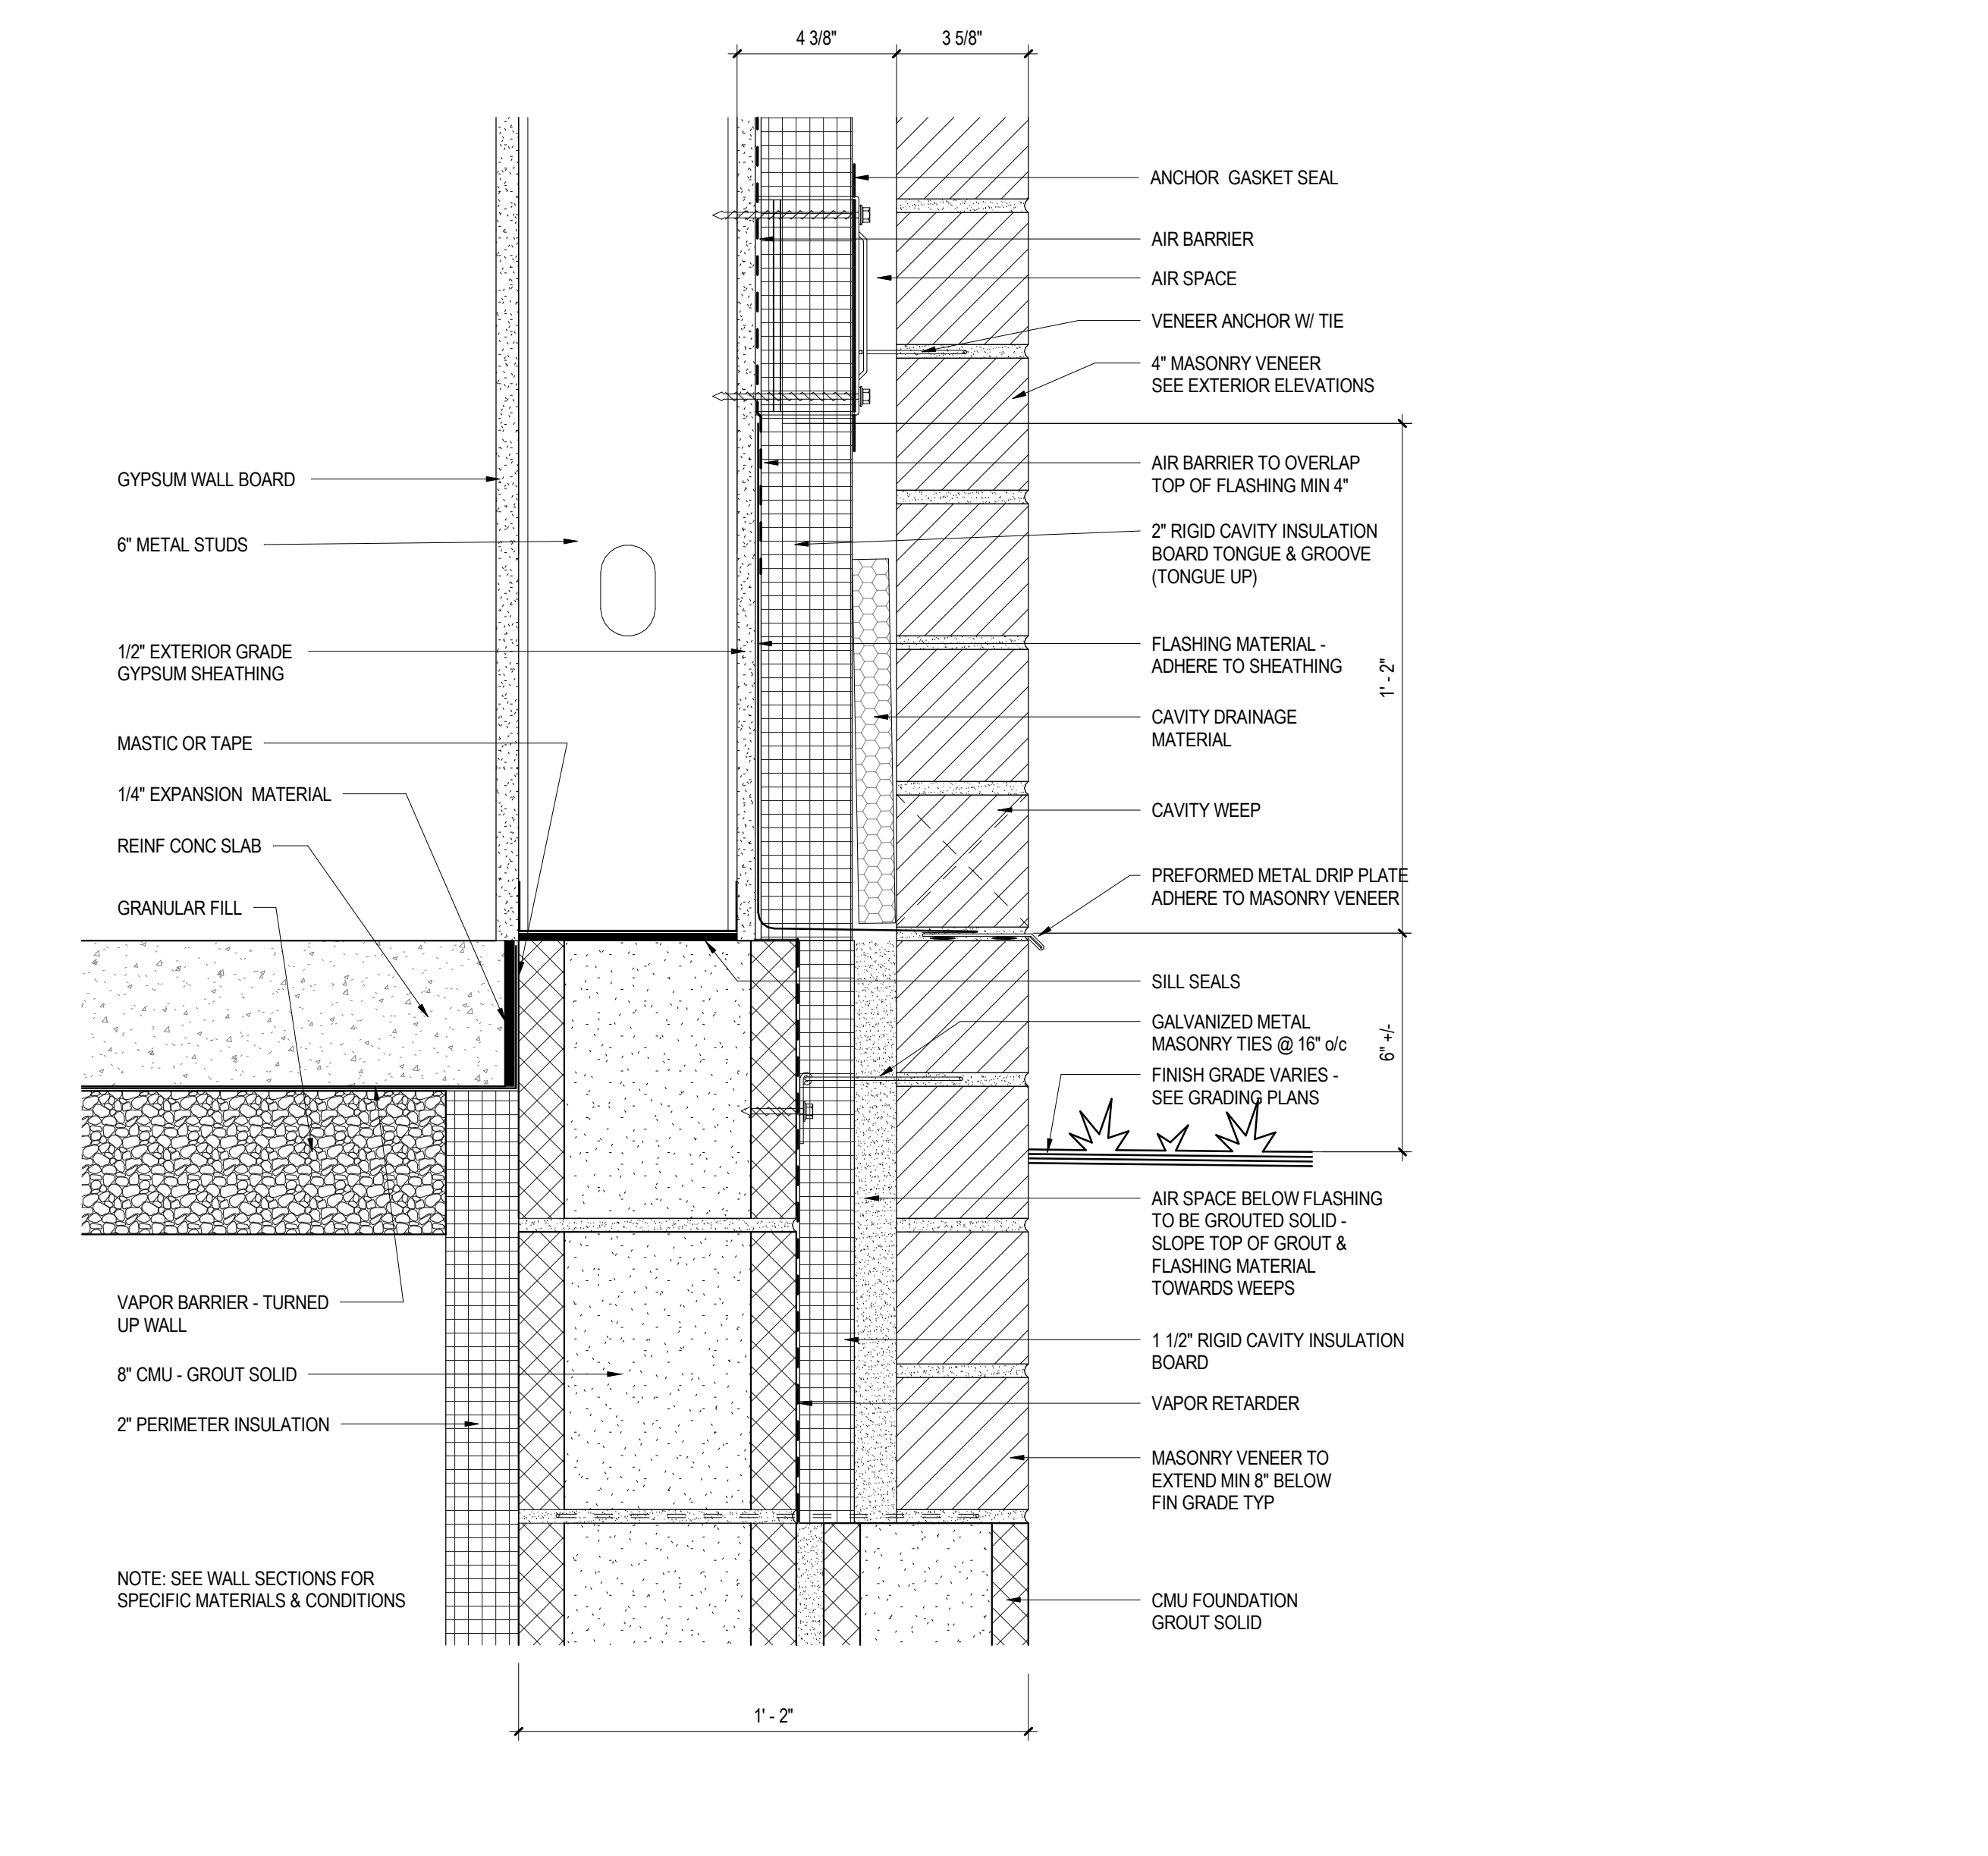 4 3/8"
3 5/8"
ANCHOR GASKET SEAL
AIR BARRIER
AIR SPACE
VENEER ANCHOR W/ TIE
4" MASONRY VENEER
SEE EXTERIOR ELEVATIONS
AIR BARRIER TO OVERLAP
TOP OF FLASHING MIN 4"
2" RIGID CAVITY INSULATION
BOARD TONGUE & GROOVE
(TONGUE UP)
FLASHING MATERIAL -
ADHERE TO SHEATHING
1' - 2"
CAVITY DRAINAGE
MATERIAL
CAVITY WEEP
PREFORMED METAL DRIP PLATE
ADHERE TO MASONRY VENEER
SILL SEALS
GALVANIZED METAL
MASONRY TIES @ 16" o/c
6" +/-
FINISH GRADE VARIES -
SEE GRADING PLANS
AIR SPACE BELOW FLASHING
TO BE GROUTED SOLID -
SLOPE TOP OF GROUT &
FLASHING MATERIAL
TOWARDS WEEPS
1 1/2" RIGID CAVITY INSULATION
BOARD
VAPOR RETARDER
MASONRY VENEER TO
EXTEND MIN 8" BELOW
FIN GRADE TYP
CMU FOUNDATION
GROUT SOLID
GYPSUM WALL BOARD
6" METAL STUDS
1/2" EXTERIOR GRADE
GYPSUM SHEATHING
MASTIC OR TAPE
1/4" EXPANSION MATERIAL
REINF CONC SLAB
GRANULAR FILL
VAPOR BARRIER - TURNED
UP WALL
8" CMU - GROUT SOLID
2" PERIMETER INSULATION
NOTE: SEE WALL SECTIONS FOR
SPECIFIC MATERIALS & CONDITIONS
1' - 2"